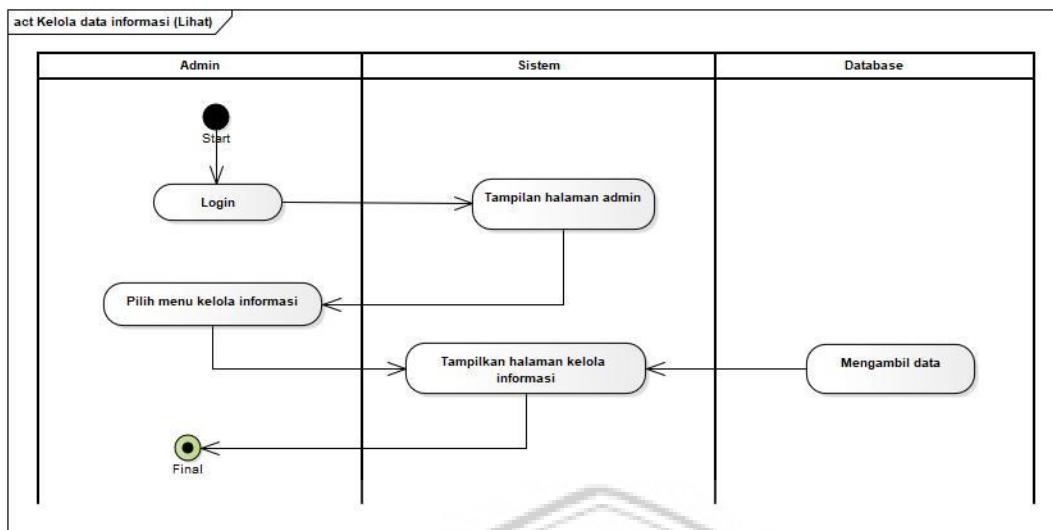 act Kelola data informasi (Lihat)
Admin
Sistem
Database
Start
Login
Tampilan halaman admin
Pilih menu kelola informasi
Tampilkan halaman kelola
informasi
Mengambil data
Final